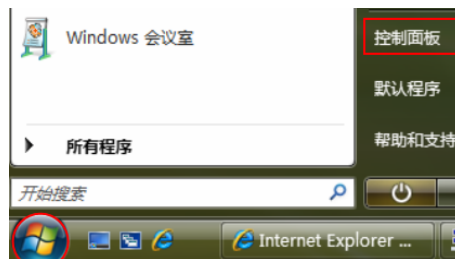 Windows 会议室
控制面板
默认程序
所有程序
帮助和支持
开始搜索
Internet Explorer ...